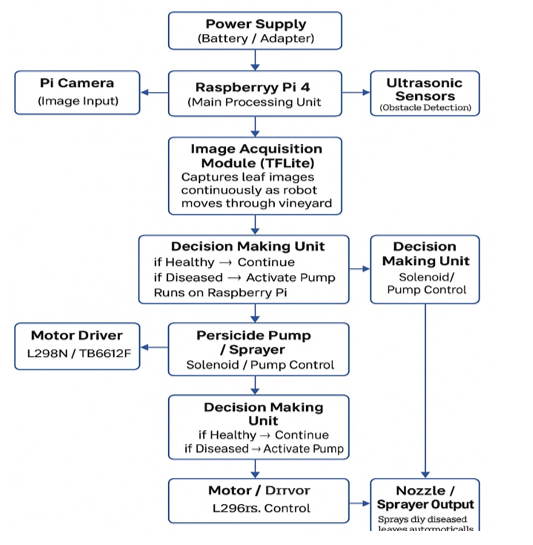 Power Supply
(Battery / Adapter)
Pi Camera
(Image Input)
Raspberryy Pi 4
(Main Processing Unit
Ultrasonic
Sensors
(Obstacle Detection)
Image Acquisition
Module (TFLite)
Captures leaf images
continuously as robot
moves through vineyard
Decision Making Unit
if Healthy → Continue
if Diseased → Activate Pump
Runs on Raspberry Pi
Decision
Making Unit
Solenoid/
Pump Control
Motor Driver
L298N / TB6612F
Persicide Pump
/ Sprayer
Solenoid / Pump Control
Decision Making
Unit
if Healthy → Continue
if Diseased → Activate Pump
Motor / Dırvor
L296rs. Control
Nozzle /
Sprayer Output
Sprays diy diseased
leaves automoticalls